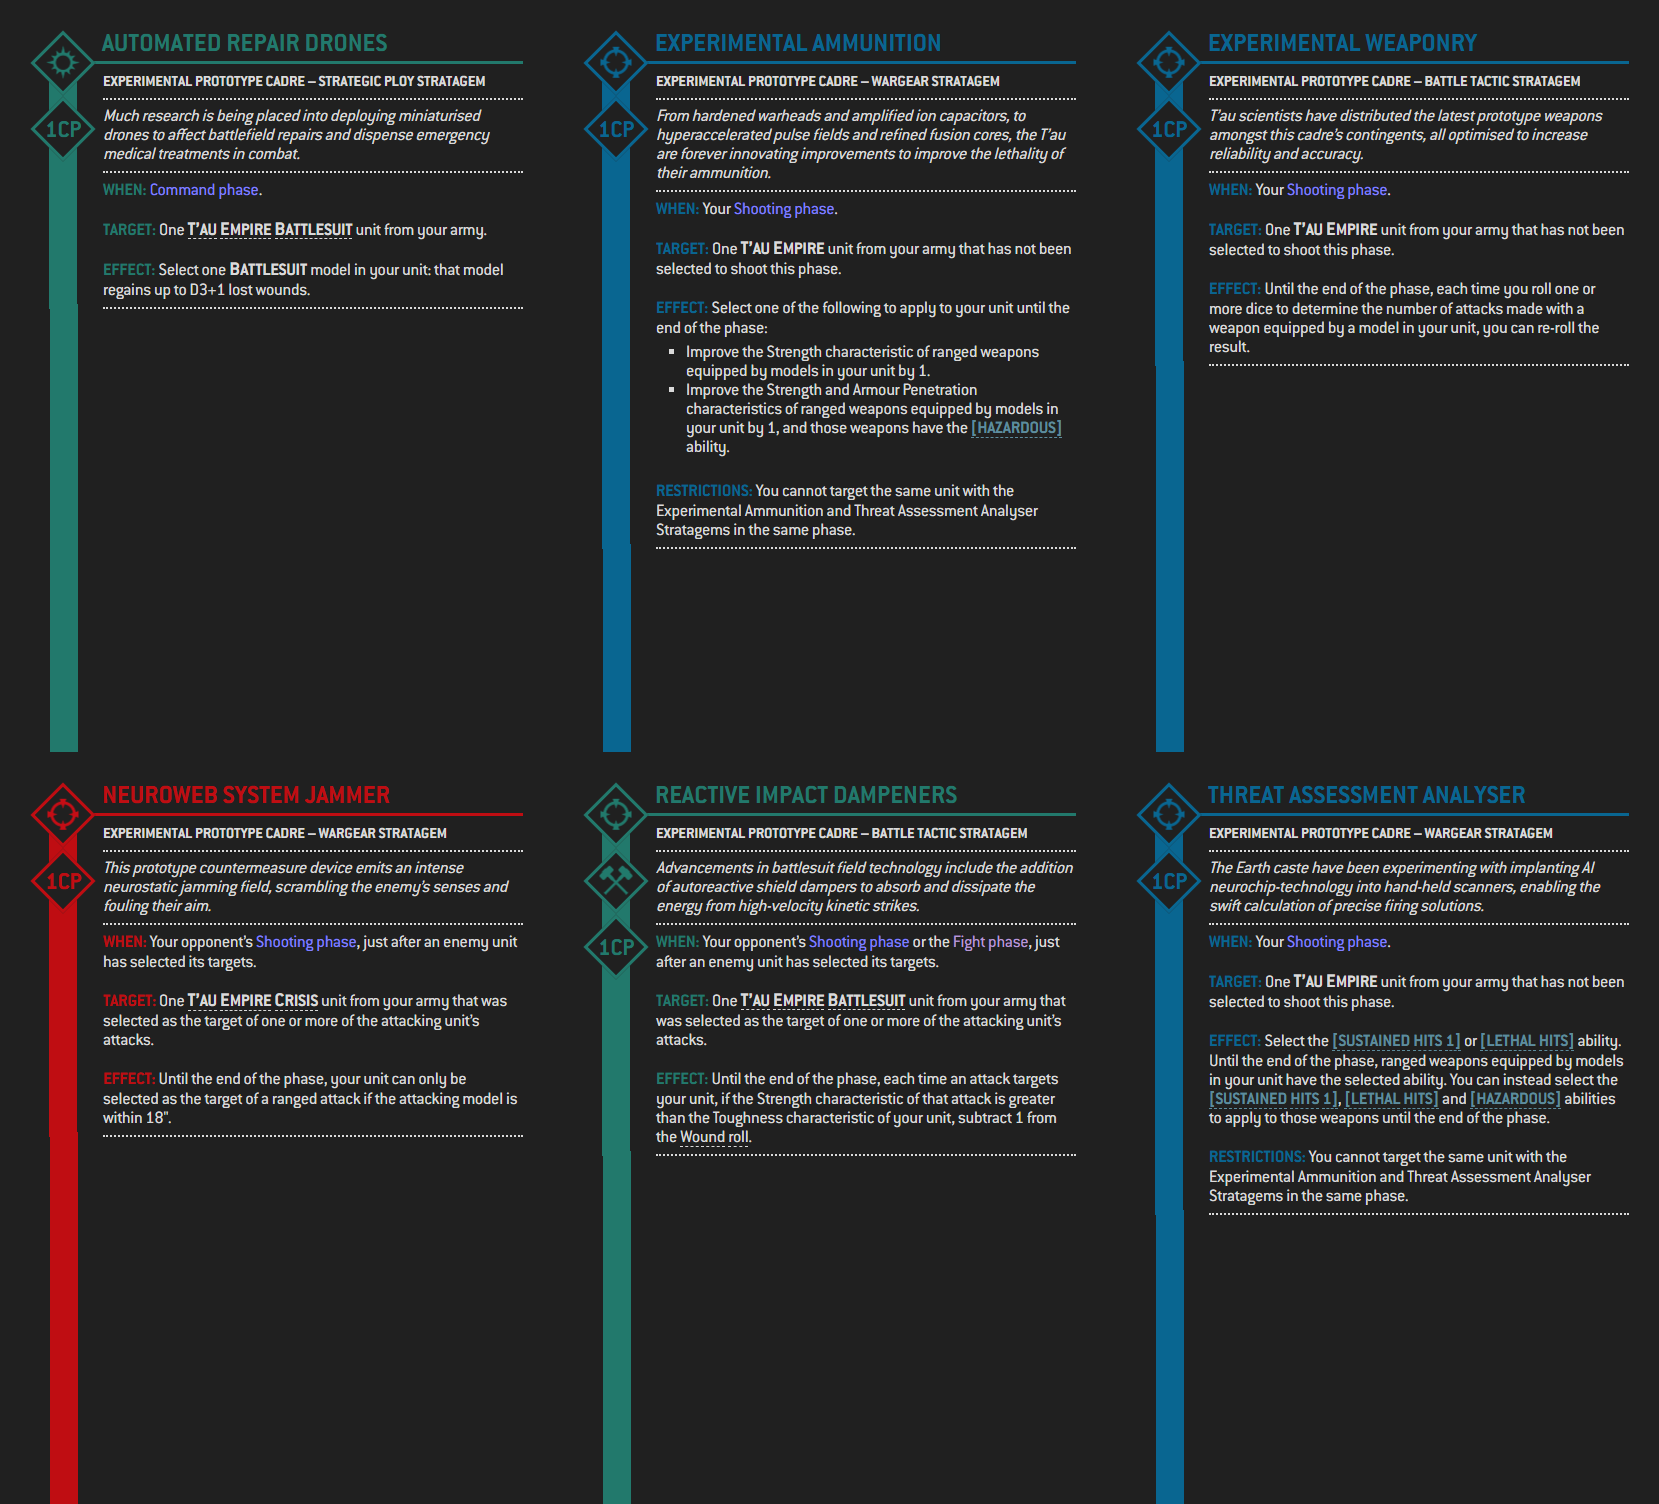 AUTOMATED REPAIR DRONES
EXPERIMENTAL PROTOTYPE CADRE – STRATEGIC PLOY STRATAGEM
1CP
Much research is being placed into deploying miniaturised
drones to affect battlefield repairs and dispense emergency
medical treatments in combat.
WHEN: Command phase.
TARGET: One T'AU EMPIRE BATTLESUIT unit from your army.
EFFECT: Select one BATTLESUIT model in your unit: that model
regains up to D3+1 lost wounds.
EXPERIMENTAL AMMUNITION
EXPERIMENTAL PROTOTYPE CADRE – WARGEAR STRATAGEM
1CP
From hardened warheads and amplified ion capacitors, to
hyperaccelerated pulse fields and refined fusion cores, the T'au
are forever innovating improvements to improve the lethality of
their ammunition.
WHEN: Your Shooting phase.
TARGET: One T'AU EMPIRE unit from your army that has not been
selected to shoot this phase.
EFFECT: Select one of the following to apply to your unit until the
end of the phase:
▪ Improve the Strength characteristic of ranged weapons
equipped by models in your unit by 1.
▪ Improve the Strength and Armour Penetration
characteristics of ranged weapons equipped by models in
your unit by 1, and those weapons have the [HAZARDOUS]
ability.
RESTRICTIONS: You cannot target the same unit with the
Experimental Ammunition and Threat Assessment Analyser
Stratagems in the same phase.
EXPERIMENTAL WEAPONRY
EXPERIMENTAL PROTOTYPE CADRE – BATTLE TACTIC STRATAGEM
1CP
T'au scientists have distributed the latest prototype weapons
amongst this cadre's contingents, all optimised to increase
reliability and accuracy.
WHEN: Your Shooting phase.
TARGET: One T'AU EMPIRE unit from your army that has not been
selected to shoot this phase.
EFFECT: Until the end of the phase, each time you roll one or
more dice to determine the number of attacks made with a
weapon equipped by a model in your unit, you can re-roll the
result.
NEUROWEB SYSTEM JAMMER
EXPERIMENTAL PROTOTYPE CADRE – WARGEAR STRATAGEM
1CP
This prototype countermeasure device emits an intense
neurostatic jamming field, scrambling the enemy's senses and
fouling their aim.
WHEN: Your opponent's Shooting phase, just after an enemy unit
has selected its targets.
TARGET: One T'AU EMPIRE CRISIS unit from your army that was
selected as the target of one or more of the attacking unit's
attacks.
EFFECT: Until the end of the phase, your unit can only be
selected as the target of a ranged attack if the attacking model is
within 18".
REACTIVE IMPACT DAMPENERS
EXPERIMENTAL PROTOTYPE CADRE – BATTLE TACTIC STRATAGEM
1CP
Advancements in battlesuit field technology include the addition
of autoreactive shield dampers to absorb and dissipate the
energy from high-velocity kinetic strikes.
WHEN: Your opponent's Shooting phase or the Fight phase, just
after an enemy unit has selected its targets.
TARGET: One T'AU EMPIRE BATTLESUIT unit from your army that
was selected as the target of one or more of the attacking unit's
attacks.
EFFECT: Until the end of the phase, each time an attack targets
your unit, if the Strength characteristic of that attack is greater
than the Toughness characteristic of your unit, subtract 1 from
the Wound roll.
THREAT ASSESSMENT ANALYSER
EXPERIMENTAL PROTOTYPE CADRE – WARGEAR STRATAGEM
1CP
The Earth caste have been experimenting with implanting AI
neurochip-technology into hand-held scanners, enabling the
swift calculation of precise firing solutions.
WHEN: Your Shooting phase.
TARGET: One T'AU EMPIRE unit from your army that has not been
selected to shoot this phase.
EFFECT: Select the [SUSTAINED HITS 1] or [LETHAL HITS] ability.
Until the end of the phase, ranged weapons equipped by models
in your unit have the selected ability. You can instead select the
[SUSTAINED HITS 1], [LETHAL HITS] and [HAZARDOUS] abilities
to apply to those weapons until the end of the phase.
RESTRICTIONS: You cannot target the same unit with the
Experimental Ammunition and Threat Assessment Analyser
Stratagems in the same phase.